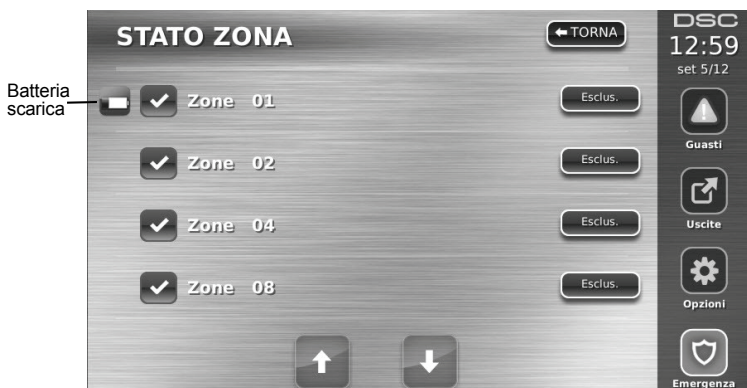 STATO ZONA
TORNA
DSC
12:59
set 5/12
Batteria
scarica
Zone 01
Esclus.
Zone 02
Esclus.
Zone 04
Esclus.
Zone 08
Esclus.
Guasti
Uscite
Opzioni
Emergenza